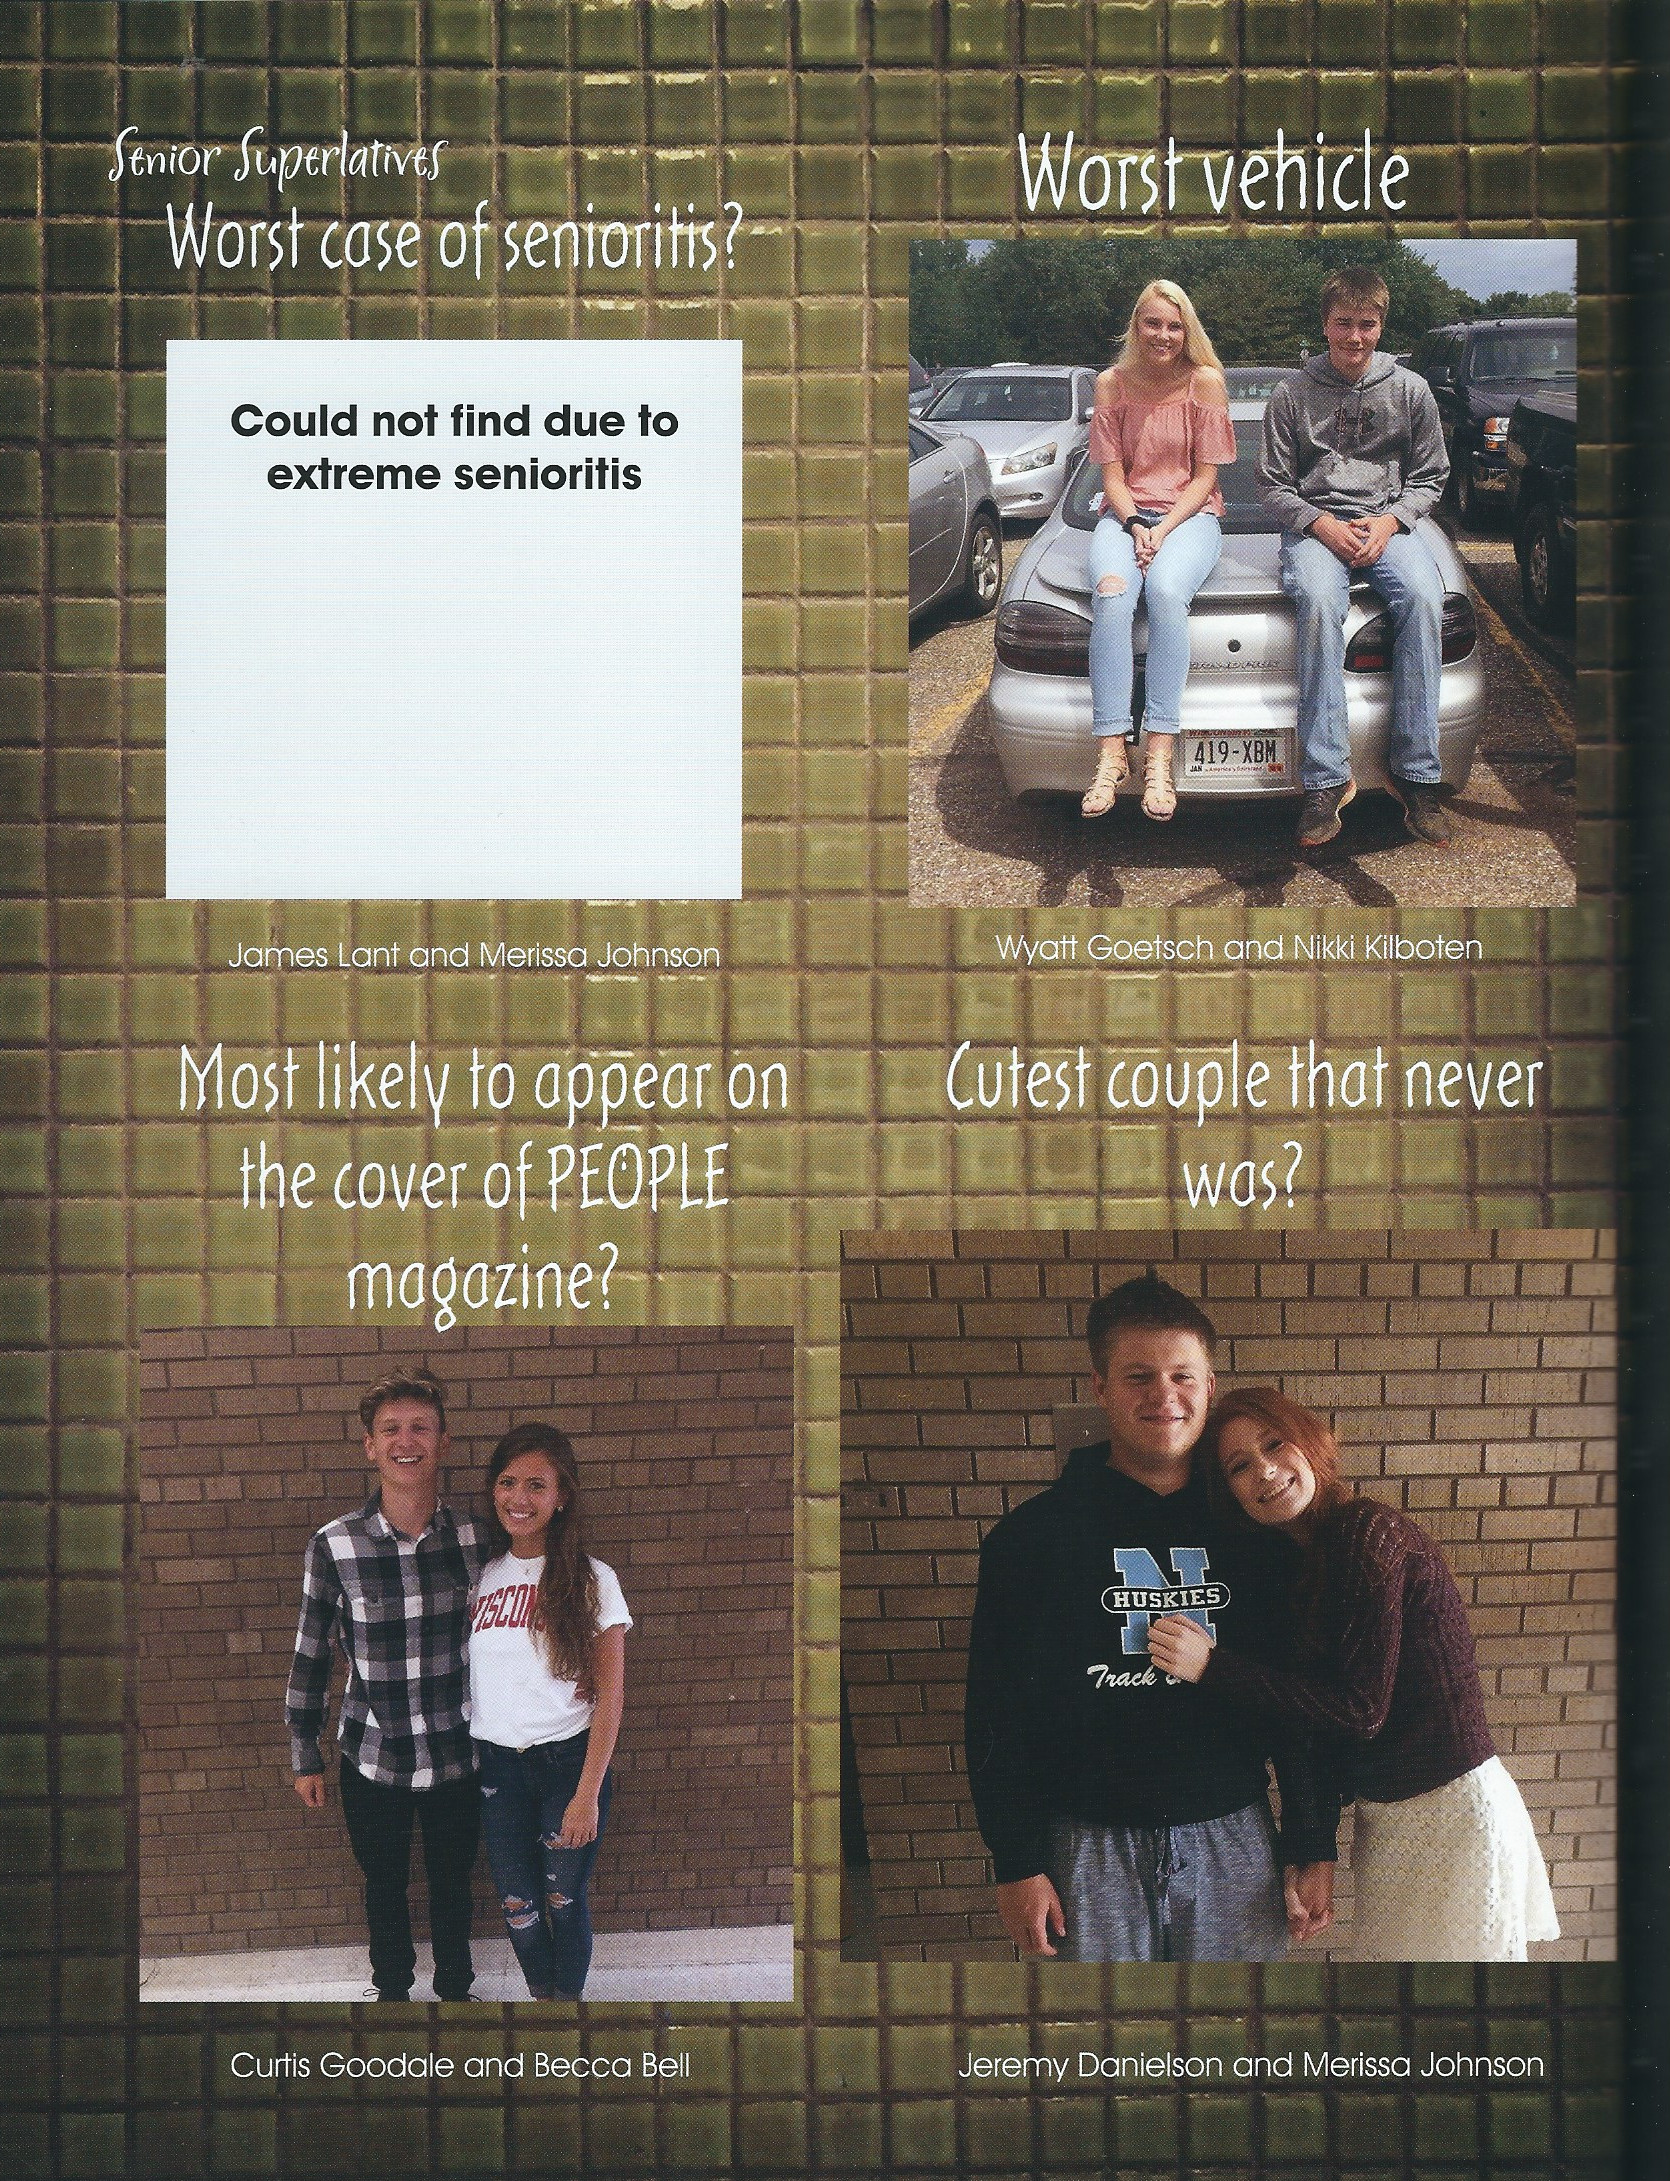 Senior Superlatives
Worst case of senioritis?
Could not find due to
extreme senioritis
James Lant and Merissa Johnson
Worst vehicle
419-XBM
JAN
Wyatt Goetsch and Nikki Kilboten
Most likely to appear on
the cover of PEOPLE
magazine?
Curtis Goodale and Becca Bell
Cutest couple that never
was?
N
HUSKIES
Track
Jeremy Danielson and Merissa Johnson